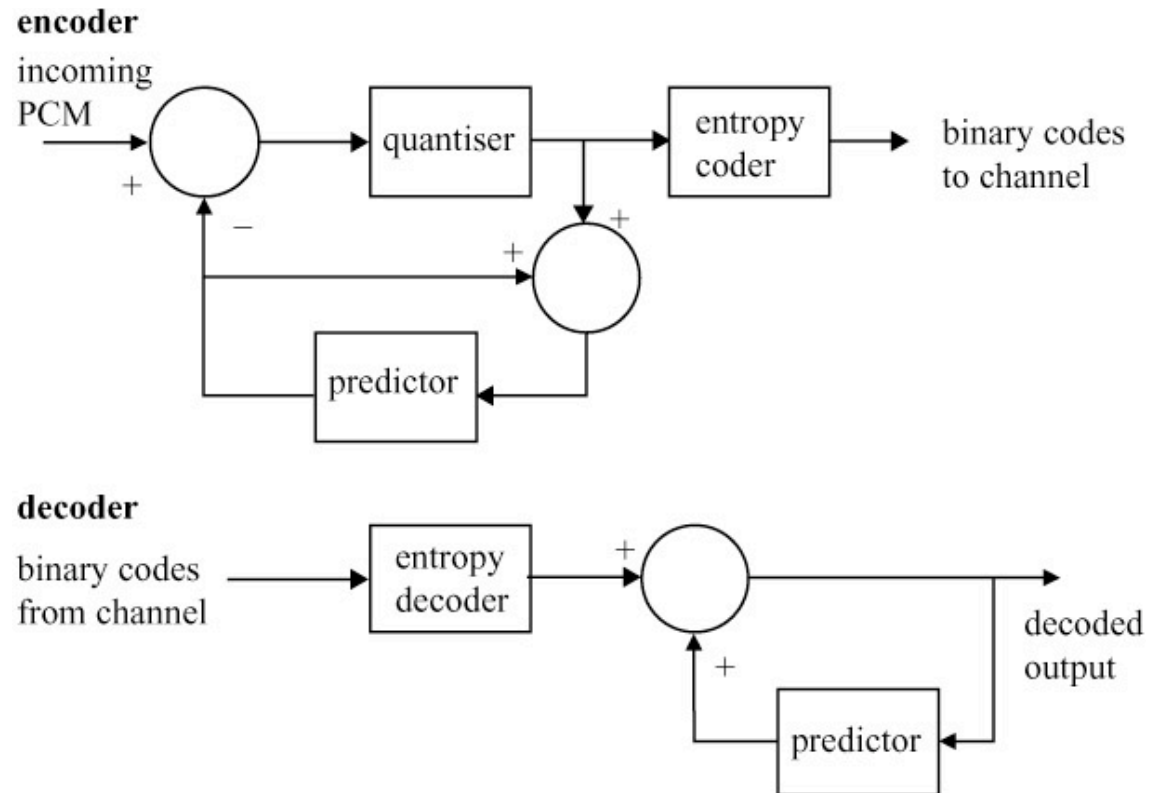 encoder
incoming
PCM
+
−
quantiser
entropy
coder
binary codes
to channel
+
+
predictor
decoder
binary codes
from channel
entropy
decoder
+
+
decoded
output
predictor